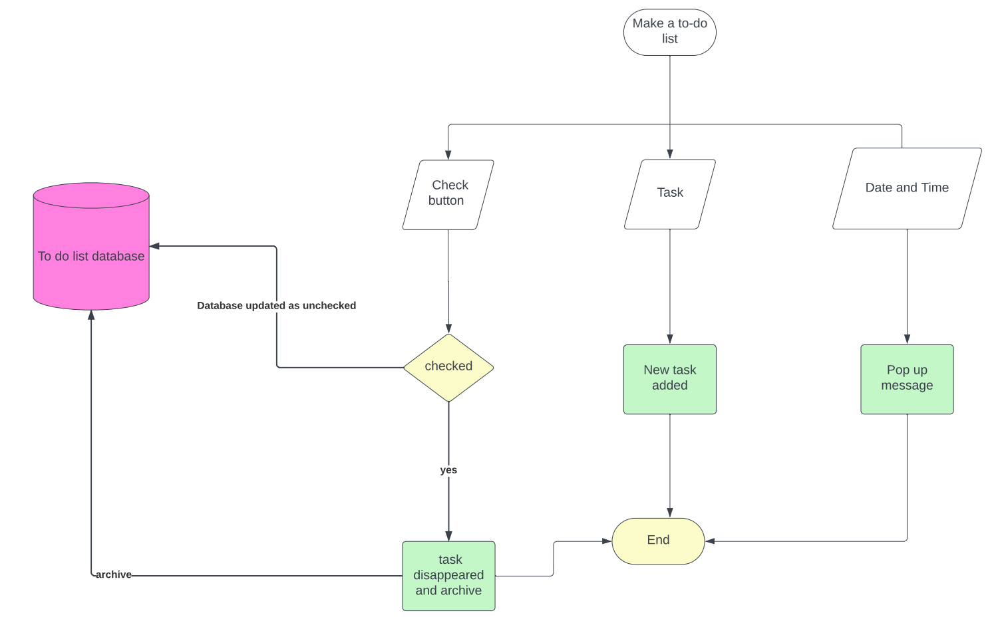 Make a to-do
list
Check
button
Task
Date and Time
To do list database
Database updated as unchecked
checked
New task
added
Pop up
message
yes
End
task
disappeared
and archive
archive